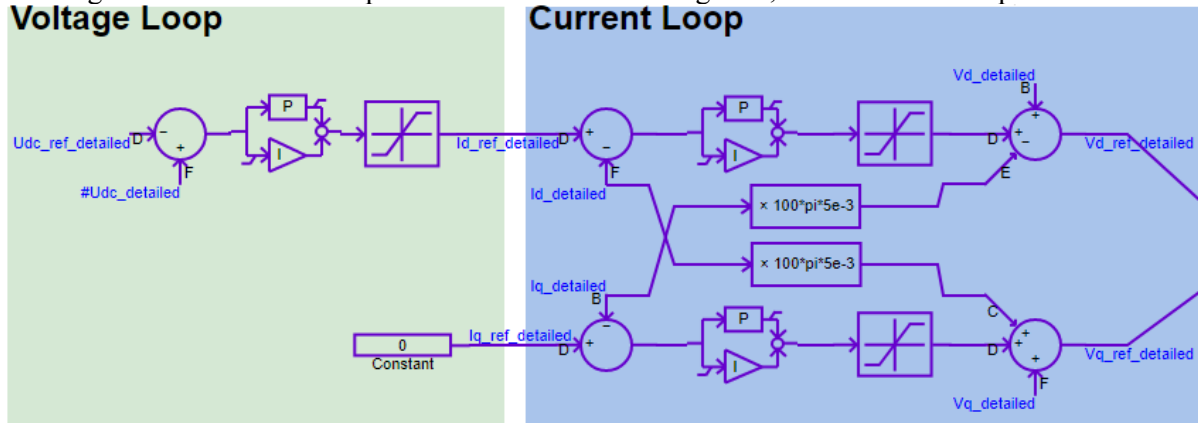 Voltage Loop
Current Loop
Vd_detailed
B
+
P
I
Udc_ref_detailed
D
−
+
F
#Udc_detailed
Id_ref_detailed
D
+
−
F
Id_detailed
P
I
D
+
−
E
Vd_ref_detailed
× 100*pi*5e-3
× 100*pi*5e-3
Iq_detailed
B
−
Iq_ref_detailed
D
+
0
Constant
P
I
C
+
D
+
+
F
Vq_ref_detailed
Vq_detailed